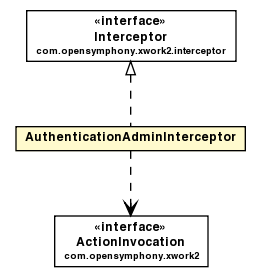 «interface»
Interceptor
com.opensymphony.xwork2.interceptor
AuthenticationAdminInterceptor
«interface»
ActionInvocation
com.opensymphony.xwork2